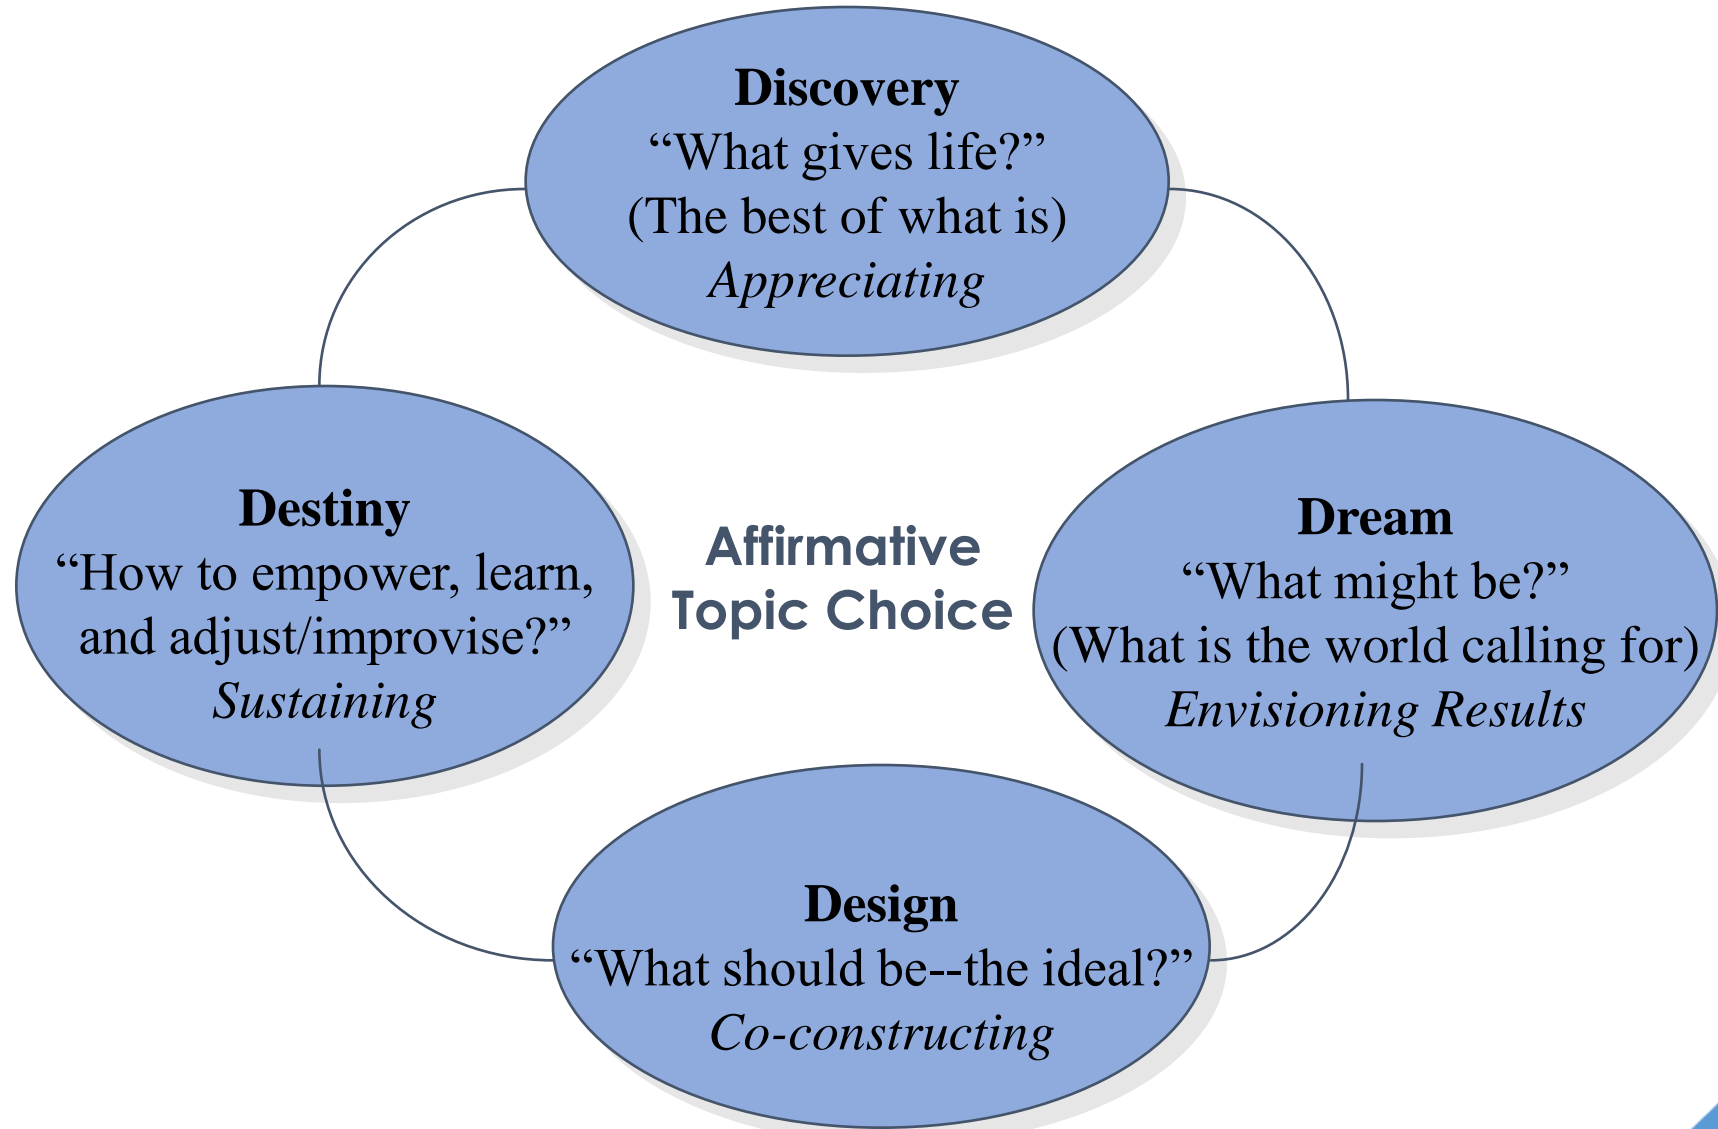 Discovery
“What gives life?”
(The best of what is)
Appreciating
Destiny
“How to empower, learn,
and adjust/improvise?”
Sustaining
Affirmative
Topic Choice
Dream
“What might be?”
(What is the world calling for)
Envisioning Results
Design
“What should be--the ideal?”
Co-constructing